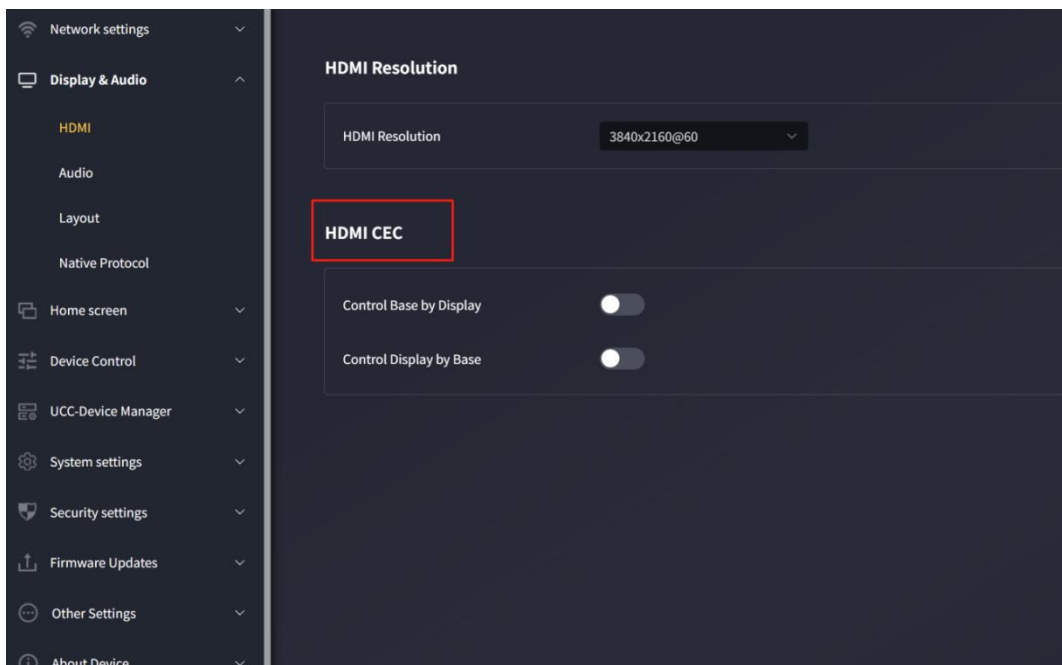 Network settings
Display & Audio
HDMI
Audio
Layout
Native Protocol
Home screen
Device Control
UCC-Device Manager
System settings
Security settings
Firmware Updates
Other Settings
About Device
HDMI Resolution
HDMI Resolution 3840x2160@60
HDMI CEC
Control Base by Display
Control Display by Base